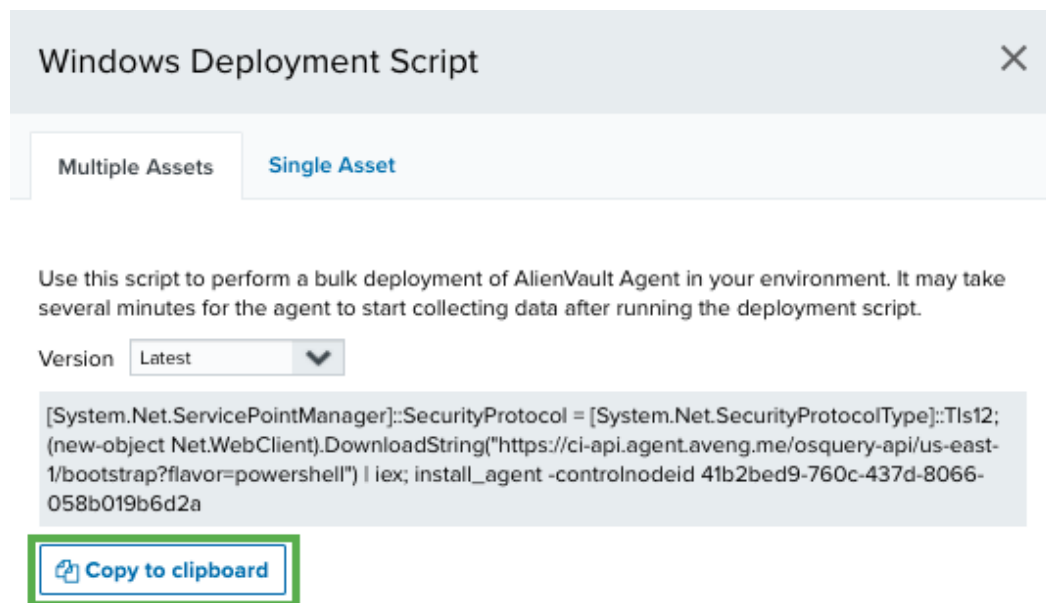 Windows Deployment Script
Multiple Assets
Single Asset
Use this script to perform a bulk deployment of AlienVault Agent in your environment. It may take
several minutes for the agent to start collecting data after running the deployment script.
Version Latest
[System.Net.ServicePointManager]::SecurityProtocol = [System.Net.SecurityProtocolType]::Tls12;
(new-object Net.WebClient).DownloadString("https://ci-api.agent.aveng.me/osquery-api/us-east-
1/bootstrap?flavor=powershell") | iex; install_agent -controlnodeid 41b2bed9-760c-437d-8066-
058b019b6d2a
Copy to clipboard